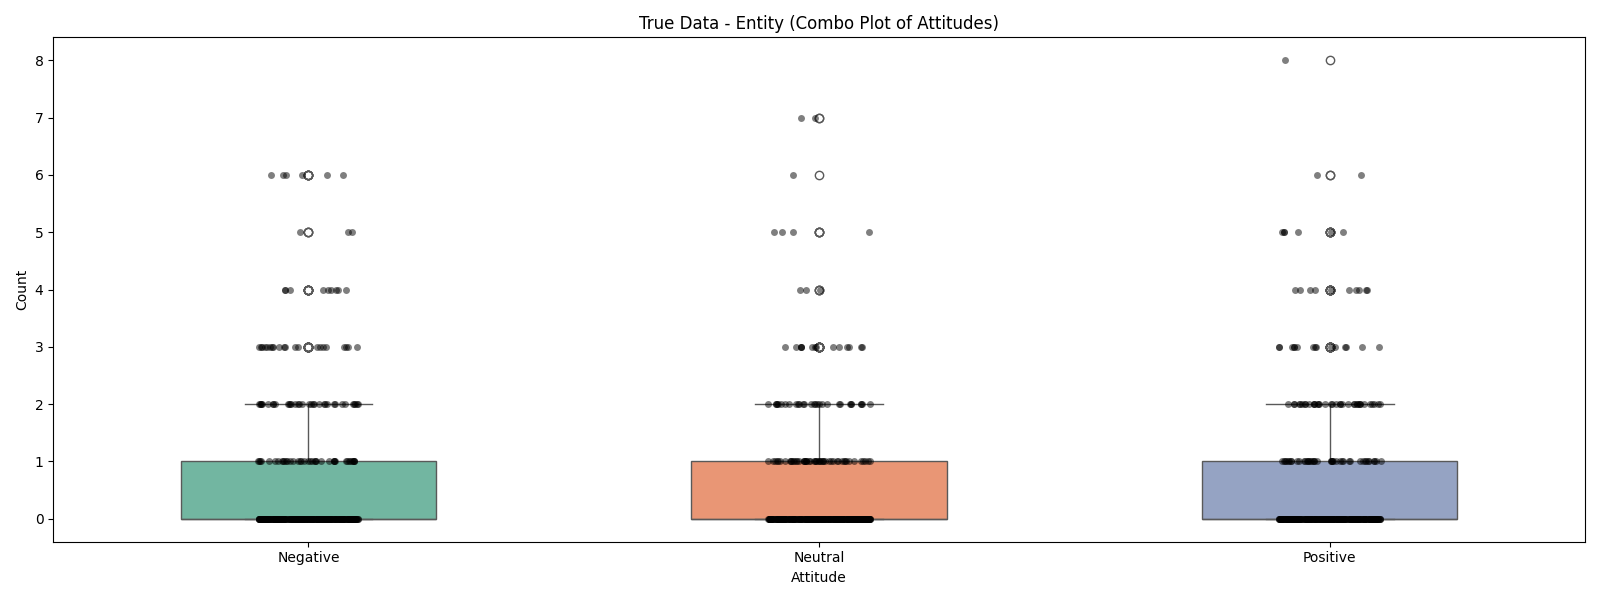 True Data - Entity (Combo Plot of Attitudes)
8
7
6
5
4
3
2
1
0
Count
Negative
Neutral
Positive
Attitude